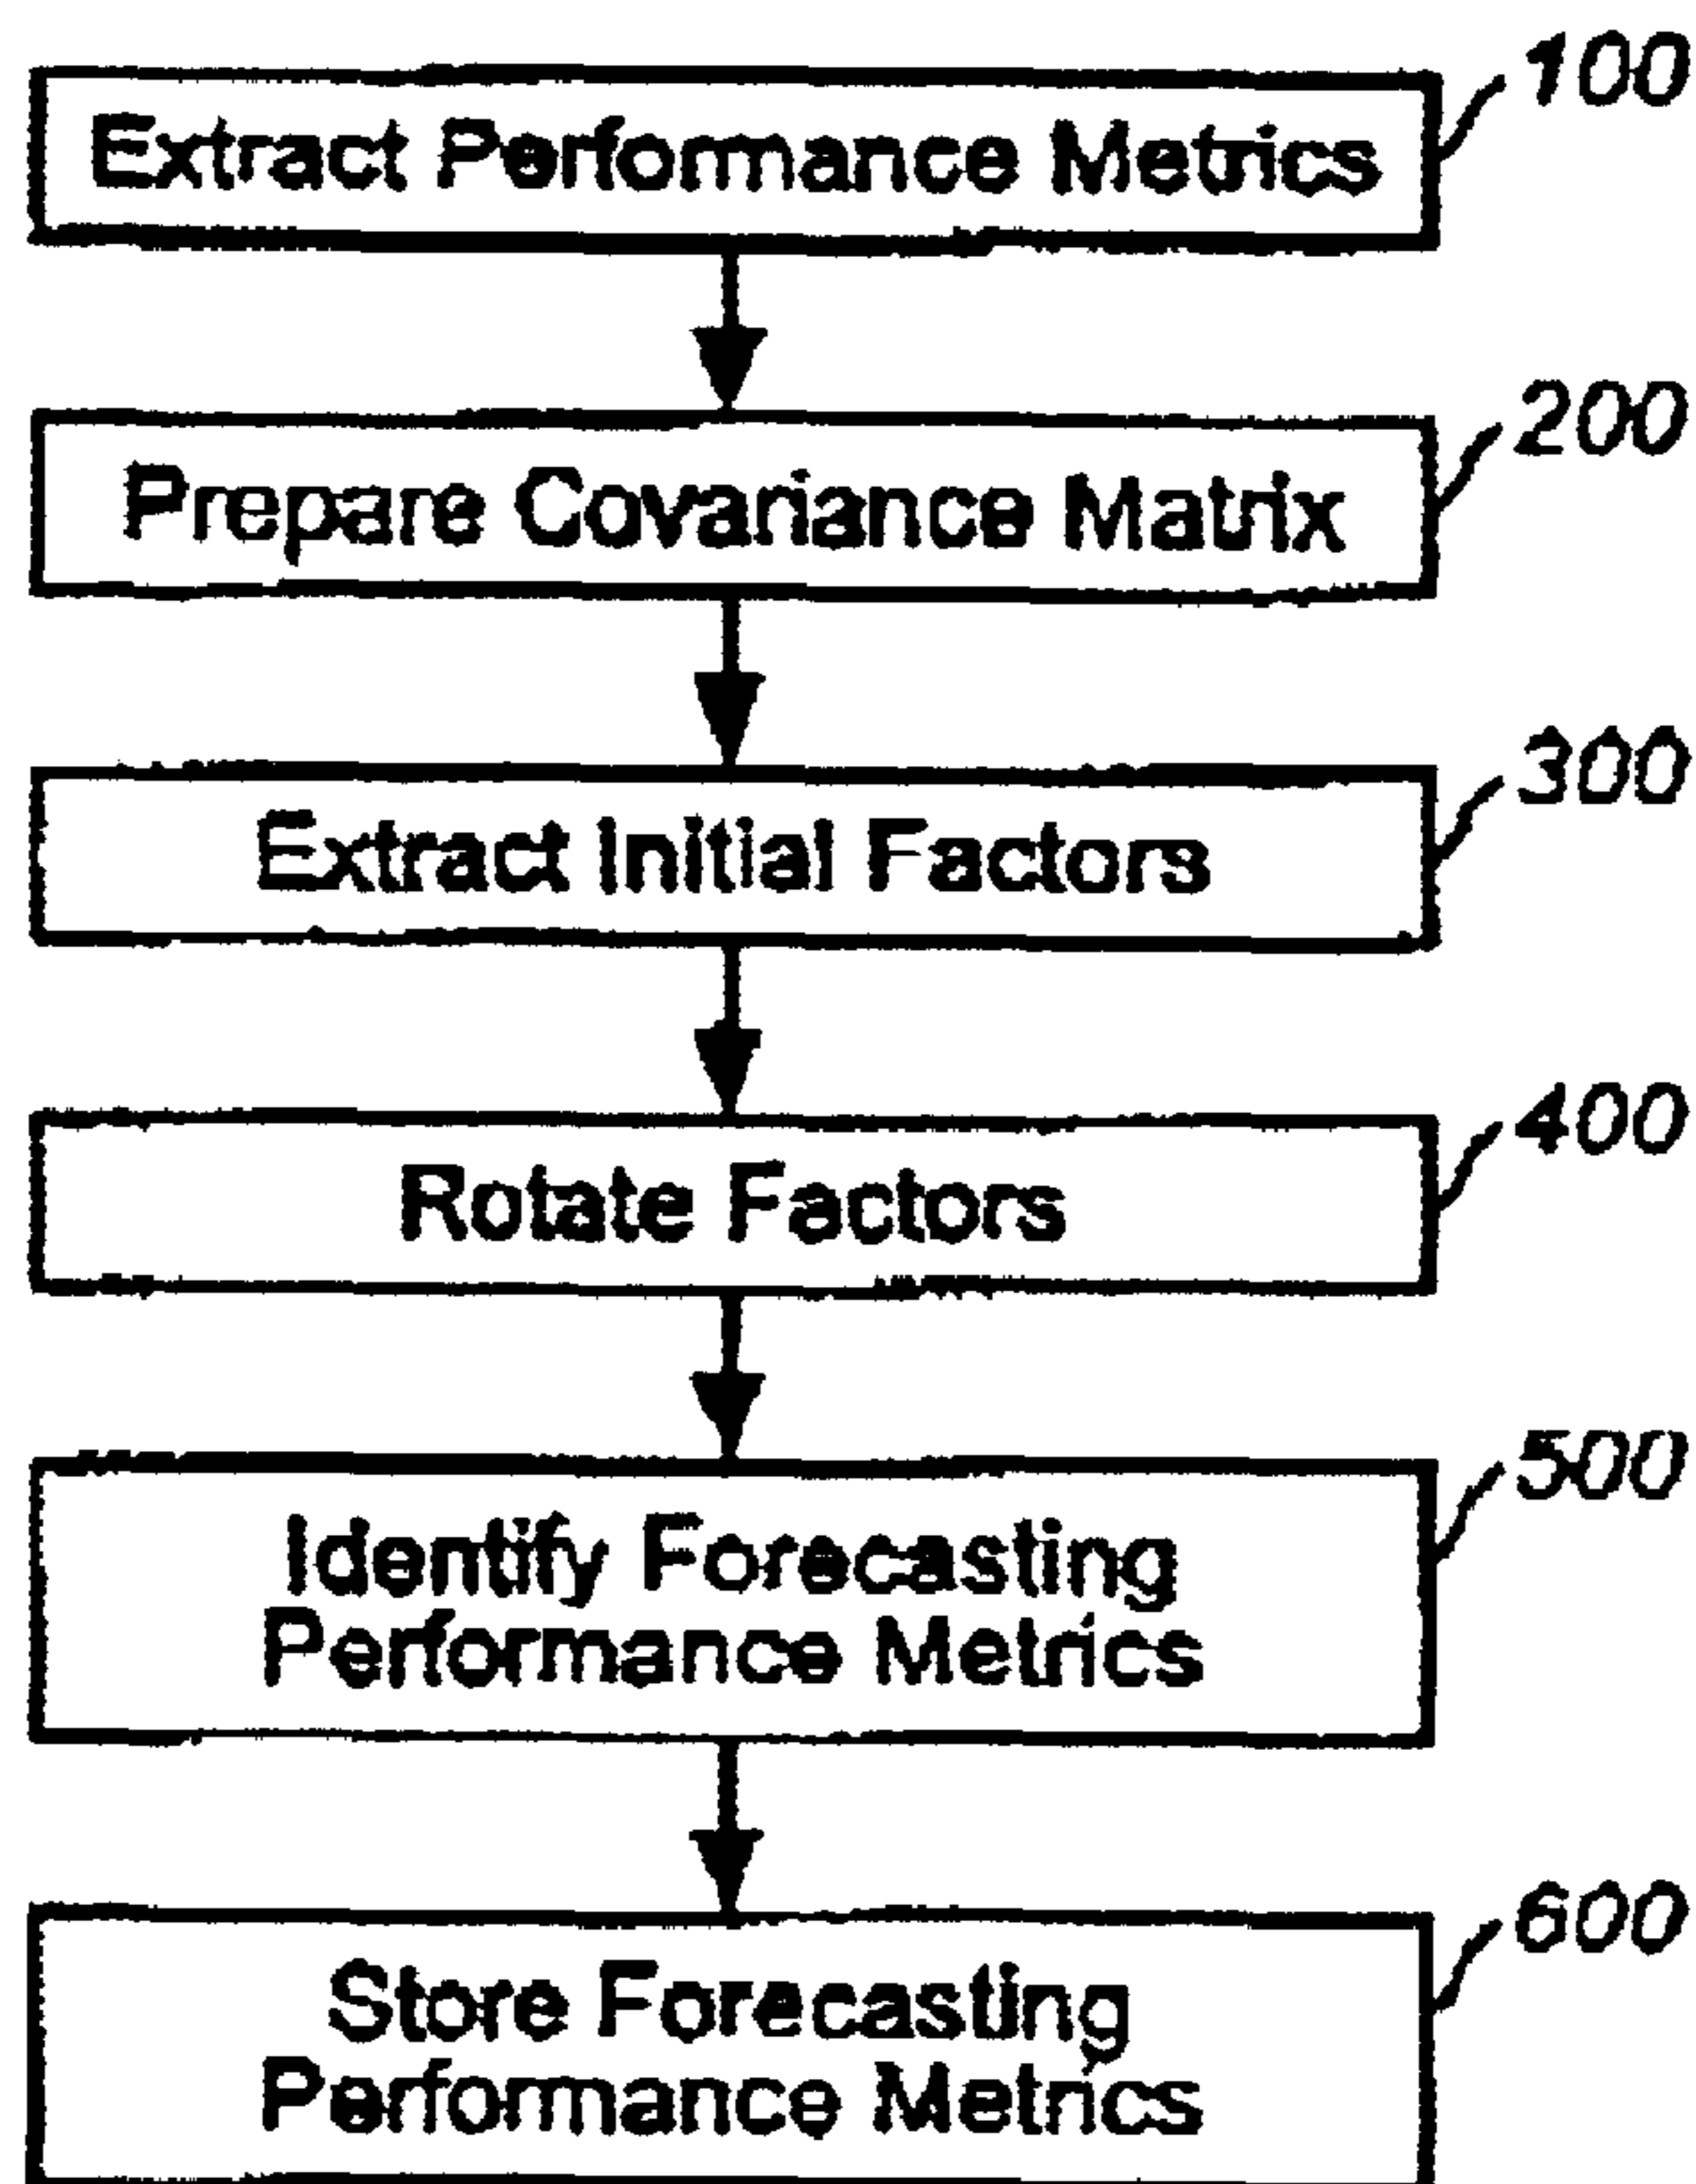 100
Extract Performance Metrics
200
Prepare Covariance Matrix
300
Extract Initial Factors
400
Rotate Factors
500
Identify Forecasting
Performance Metrics
600
Store Forecasting
Performance Metrics